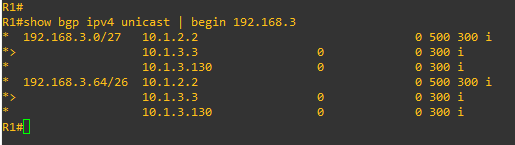 R1#
R1#show bgp ipv4 unicast | begin 192.168.3
*  192.168.3.0/27   10.1.2.2                               0 500 300 i
*>                  10.1.3.3                 0             0 300 i
*                   10.1.3.130               0             0 300 i
*  192.168.3.64/26  10.1.2.2                               0 500 300 i
*>                  10.1.3.3                 0             0 300 i
*                   10.1.3.130               0             0 300 i
R1#